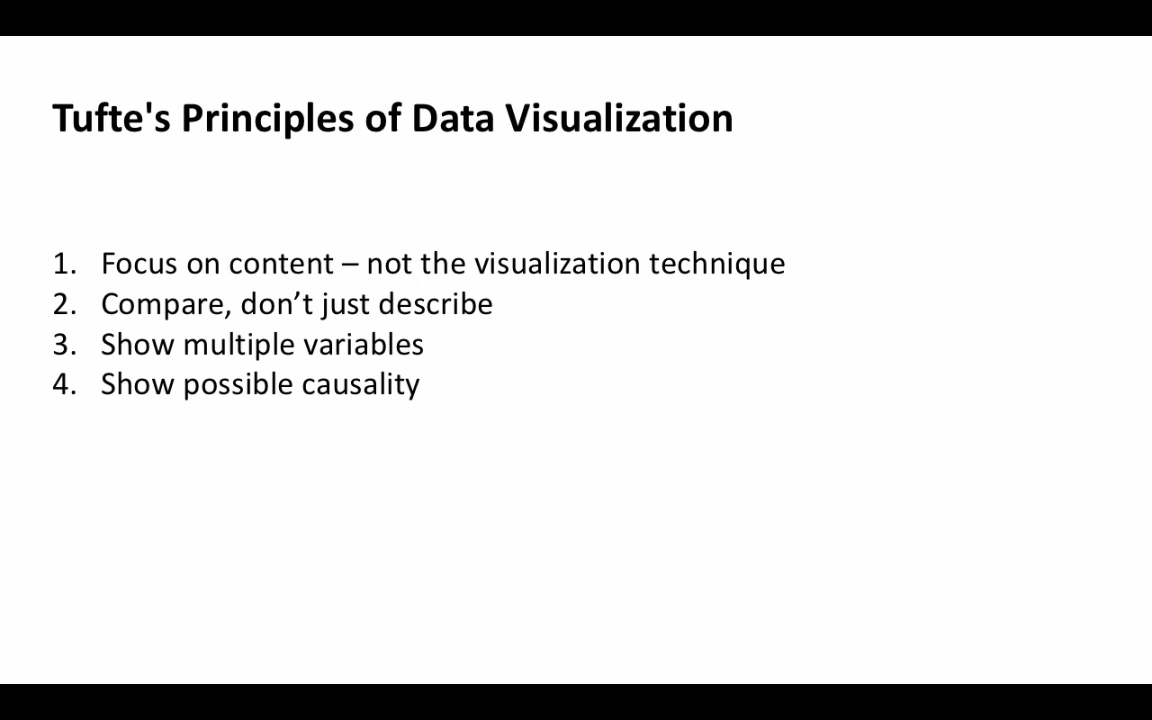 Tufte's Principles of Data Visualization
1. Focus on content – not the visualization technique
2. Compare, don’t just describe
3. Show multiple variables
4. Show possible causality